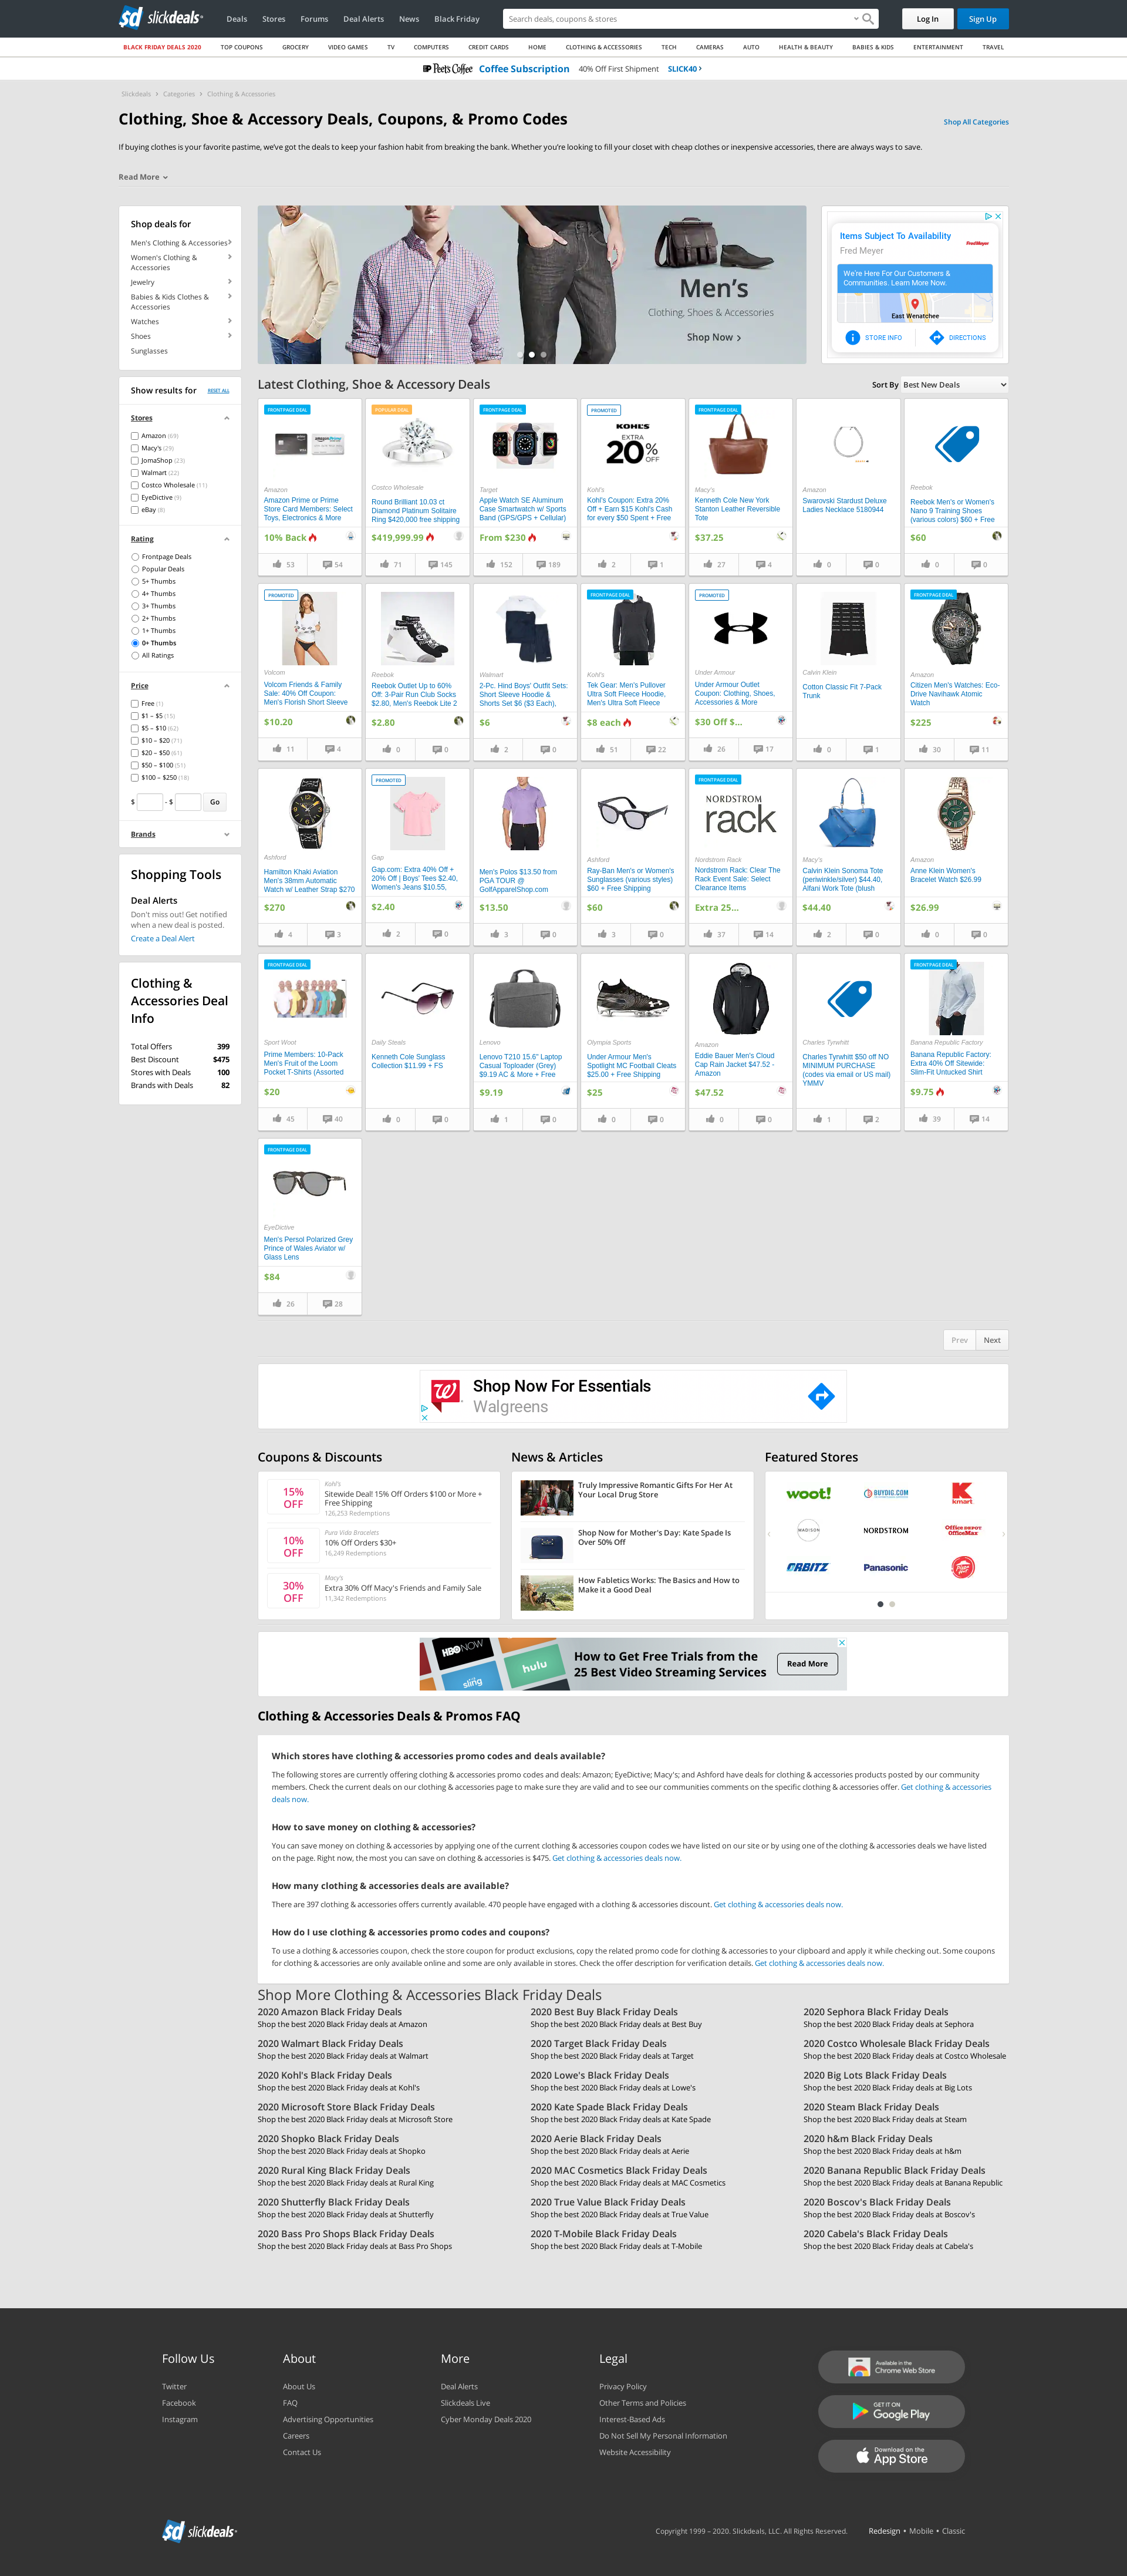 sd slickdeals
Deals Stores Forums Deal Alerts News Black Friday
Search deals, coupons & stores
Log In
Sign Up
BLACK FRIDAY DEALS 2020 TOP COUPONS GROCERY VIDEO GAMES TV COMPUTERS CREDIT CARDS HOME CLOTHING & ACCESSORIES TECH CAMERAS AUTO HEALTH & BEAUTY BABIES & KIDS ENTERTAINMENT TRAVEL
Peet's Coffee Coffee Subscription 40% Off First Shipment SLICK40
Slickdeals Categories Clothing & Accessories
Clothing, Shoe & Accessory Deals, Coupons, & Promo Codes
Shop All Categories
If buying clothes is your favorite pastime, we've got the deals to keep your fashion habit from breaking the bank. Whether you're looking to fill your closet with cheap clothes or inexpensive accessories, there are always ways to save.
Read More
Shop deals for
Men's Clothing & Accessories
Women's Clothing &
Accessories
Jewelry
Babies & Kids Clothes &
Accessories
Watches
Shoes
Sunglasses
Men's
Clothing, Shoes & Accessories
Shop Now
Items Subject To Availability
Fred Meyer
We're Here For Our Customers &
Communities. Learn More Now.
East Wenatchee
STORE INFO
DIRECTIONS
Show results for RESET ALL
Stores
Amazon (69)
Macy's (29)
JomaShop (23)
Walmart (22)
Costco Wholesale (11)
EyeDictive (9)
eBay (8)
Rating
Frontpage Deals
Popular Deals
5+ Thumbs
4+ Thumbs
3+ Thumbs
2+ Thumbs
1+ Thumbs
0+ Thumbs
All Ratings
Price
Free (1)
$1 – $5 (15)
$5 – $10 (62)
$10 – $20 (71)
$20 – $50 (61)
$50 – $100 (51)
$100 – $250 (18)
$ - $ Go
Brands
Shopping Tools
Deal Alerts
Don't miss out! Get notified
when a new deal is posted.
Create a Deal Alert
Clothing &
Accessories Deal
Info
Total Offers 399
Best Discount $475
Stores with Deals 100
Brands with Deals 82
Latest Clothing, Shoe & Accessory Deals
Sort By Best New Deals
FRONTPAGE DEAL
Amazon
Amazon Prime or Prime
Store Card Members: Select
Toys, Electronics & More
10% Back
53 54
POPULAR DEAL
Costco Wholesale
Round Brilliant 10.03 ct
Diamond Platinum Solitaire
Ring $420,000 free shipping
$419,999.99
71 145
FRONTPAGE DEAL
Target
Apple Watch SE Aluminum
Case Smartwatch w/ Sports
Band (GPS/GPS + Cellular)
From $230
152 189
PROMOTED
KOHL'S
EXTRA
20% OFF
Kohl's
Kohl's Coupon: Extra 20%
Off + Earn $15 Kohl's Cash
for every $50 Spent + Free
2 1
FRONTPAGE DEAL
Macy's
Kenneth Cole New York
Stanton Leather Reversible
Tote
$37.25
27 4
Amazon
Swarovski Stardust Deluxe
Ladies Necklace 5180944
0 0
Reebok
Reebok Men's or Women's
Nano 9 Training Shoes
(various colors) $60 + Free
$60
0 0
PROMOTED
Volcom
Volcom Friends & Family
Sale: 40% Off Coupon:
Men's Florish Short Sleeve
$10.20
11 4
Reebok
Reebok Outlet Up to 60%
Off: 3-Pair Run Club Socks
$2.80, Men's Reebok Lite 2
$2.80
0 0
Walmart
2-Pc. Hind Boys' Outfit Sets:
Short Sleeve Hoodie &
Shorts Set $6 ($3 Each),
$6
2 0
FRONTPAGE DEAL
Kohl's
Tek Gear: Men's Pullover
Ultra Soft Fleece Hoodie,
Men's Ultra Soft Fleece
$8 each
51 22
PROMOTED
Under Armour
Under Armour Outlet
Coupon: Clothing, Shoes,
Accessories & More
$30 Off $...
26 17
Calvin Klein
Cotton Classic Fit 7-Pack
Trunk
0 1
FRONTPAGE DEAL
Amazon
Citizen Men's Watches: Eco-
Drive Navihawk Atomic
Watch
$225
30 11
Ashford
Hamilton Khaki Aviation
Men's 38mm Automatic
Watch w/ Leather Strap $270
$270
4 3
PROMOTED
Gap
Gap.com: Extra 40% Off +
20% Off | Boys' Tees $2.40,
Women's Jeans $10.55,
$2.40
2 0
Men's Polos $13.50 from
PGA TOUR @
GolfApparelShop.com
$13.50
3 0
Ashford
Ray-Ban Men's or Women's
Sunglasses (various styles)
$60 + Free Shipping
$60
3 0
FRONTPAGE DEAL
NORDSTROM
rack
Nordstrom Rack
Nordstrom Rack: Clear The
Rack Event Sale: Select
Clearance Items
Extra 25...
37 14
Macy's
Calvin Klein Sonoma Tote
(periwinkle/silver) $44.40,
Alfani Work Tote (blush
$44.40
2 0
Amazon
Anne Klein Women's
Bracelet Watch $26.99
$26.99
0 0
FRONTPAGE DEAL
Sport Woot
Prime Members: 10-Pack
Men's Fruit of the Loom
Pocket T-Shirts (Assorted
$20
45 40
Daily Steals
Kenneth Cole Sunglass
Collection $11.99 + FS
0 0
Lenovo
Lenovo T210 15.6" Laptop
Casual Toploader (Grey)
$9.19 AC & More + Free
$9.19
1 0
Olympia Sports
Under Armour Men's
Spotlight MC Football Cleats
$25.00 + Free Shipping
$25
0 0
Amazon
Eddie Bauer Men's Cloud
Cap Rain Jacket $47.52 -
Amazon
$47.52
0 0
Charles Tyrwhitt
Charles Tyrwhitt $50 off NO
MINIMUM PURCHASE
(codes via email or US mail)
YMMV
1 2
FRONTPAGE DEAL
Banana Republic Factory
Banana Republic Factory:
Extra 40% Off Sitewide:
Slim-Fit Untucked Shirt
$9.75
39 14
FRONTPAGE DEAL
EyeDictive
Men's Persol Polarized Grey
Prince of Wales Aviator w/
Glass Lens
$84
26 28
Prev Next
Shop Now For Essentials
Walgreens
Coupons & Discounts
15%
OFF
Kohl's
Sitewide Deal! 15% Off Orders $100 or More +
Free Shipping
126,253 Redemptions
10%
OFF
Pura Vida Bracelets
10% Off Orders $30+
16,249 Redemptions
30%
OFF
Macy's
Extra 30% Off Macy's Friends and Family Sale
11,342 Redemptions
News & Articles
Truly Impressive Romantic Gifts For Her At
Your Local Drug Store
Shop Now for Mother's Day: Kate Spade Is
Over 50% Off
How Fabletics Works: The Basics and How to
Make it a Good Deal
Featured Stores
woot! BUYDIG.COM kmart
MADISON NORDSTROM Office DEPOT OfficeMax
ORBITZ Panasonic
HBO NOW
sling
hulu
How to Get Free Trials from the
25 Best Video Streaming Services
Read More
Clothing & Accessories Deals & Promos FAQ
Which stores have clothing & accessories promo codes and deals available?
The following stores are currently offering clothing & accessories promo codes and deals: Amazon; EyeDictive; Macy's; and Ashford have deals for clothing & accessories products posted by our community
members. Check the current deals on our clothing & accessories page to make sure they are valid and to see our communities comments on the specific clothing & accessories offer. Get clothing & accessories
deals now.
How to save money on clothing & accessories?
You can save money on clothing & accessories by applying one of the current clothing & accessories coupon codes we have listed on our site or by using one of the clothing & accessories deals we have listed
on the page. Right now, the most you can save on clothing & accessories is $475. Get clothing & accessories deals now.
How many clothing & accessories deals are available?
There are 397 clothing & accessories offers currently available. 470 people have engaged with a clothing & accessories discount. Get clothing & accessories deals now.
How do I use clothing & accessories promo codes and coupons?
To use a clothing & accessories coupon, check the store coupon for product exclusions, copy the related promo code for clothing & accessories to your clipboard and apply it while checking out. Some coupons
for clothing & accessories are only available online and some are only available in stores. Check the offer description for verification details. Get clothing & accessories deals now.
Shop More Clothing & Accessories Black Friday Deals
2020 Amazon Black Friday Deals 2020 Best Buy Black Friday Deals 2020 Sephora Black Friday Deals
Shop the best 2020 Black Friday deals at Amazon Shop the best 2020 Black Friday deals at Best Buy Shop the best 2020 Black Friday deals at Sephora
2020 Walmart Black Friday Deals 2020 Target Black Friday Deals 2020 Costco Wholesale Black Friday Deals
Shop the best 2020 Black Friday deals at Walmart Shop the best 2020 Black Friday deals at Target Shop the best 2020 Black Friday deals at Costco Wholesale
2020 Kohl's Black Friday Deals 2020 Lowe's Black Friday Deals 2020 Big Lots Black Friday Deals
Shop the best 2020 Black Friday deals at Kohl's Shop the best 2020 Black Friday deals at Lowe's Shop the best 2020 Black Friday deals at Big Lots
2020 Microsoft Store Black Friday Deals 2020 Kate Spade Black Friday Deals 2020 Steam Black Friday Deals
Shop the best 2020 Black Friday deals at Microsoft Store Shop the best 2020 Black Friday deals at Kate Spade Shop the best 2020 Black Friday deals at Steam
2020 Shopko Black Friday Deals 2020 Aerie Black Friday Deals 2020 h&m Black Friday Deals
Shop the best 2020 Black Friday deals at Shopko Shop the best 2020 Black Friday deals at Aerie Shop the best 2020 Black Friday deals at h&m
2020 Rural King Black Friday Deals 2020 MAC Cosmetics Black Friday Deals 2020 Banana Republic Black Friday Deals
Shop the best 2020 Black Friday deals at Rural King Shop the best 2020 Black Friday deals at MAC Cosmetics Shop the best 2020 Black Friday deals at Banana Republic
2020 Shutterfly Black Friday Deals 2020 True Value Black Friday Deals 2020 Boscov's Black Friday Deals
Shop the best 2020 Black Friday deals at Shutterfly Shop the best 2020 Black Friday deals at True Value Shop the best 2020 Black Friday deals at Boscov's
2020 Bass Pro Shops Black Friday Deals 2020 T-Mobile Black Friday Deals 2020 Cabela's Black Friday Deals
Shop the best 2020 Black Friday deals at Bass Pro Shops Shop the best 2020 Black Friday deals at T-Mobile Shop the best 2020 Black Friday deals at Cabela's
Follow Us
Twitter
Facebook
Instagram
About
About Us
FAQ
Advertising Opportunities
Careers
Contact Us
More
Deal Alerts
Slickdeals Live
Cyber Monday Deals 2020
Legal
Privacy Policy
Other Terms and Policies
Interest-Based Ads
Do Not Sell My Personal Information
Website Accessibility
Available in the
Chrome Web Store
GET IT ON
Google Play
Download on the
App Store
sd slickdeals
Copyright 1999 – 2020. Slickdeals, LLC. All Rights Reserved. Redesign • Mobile • Classic